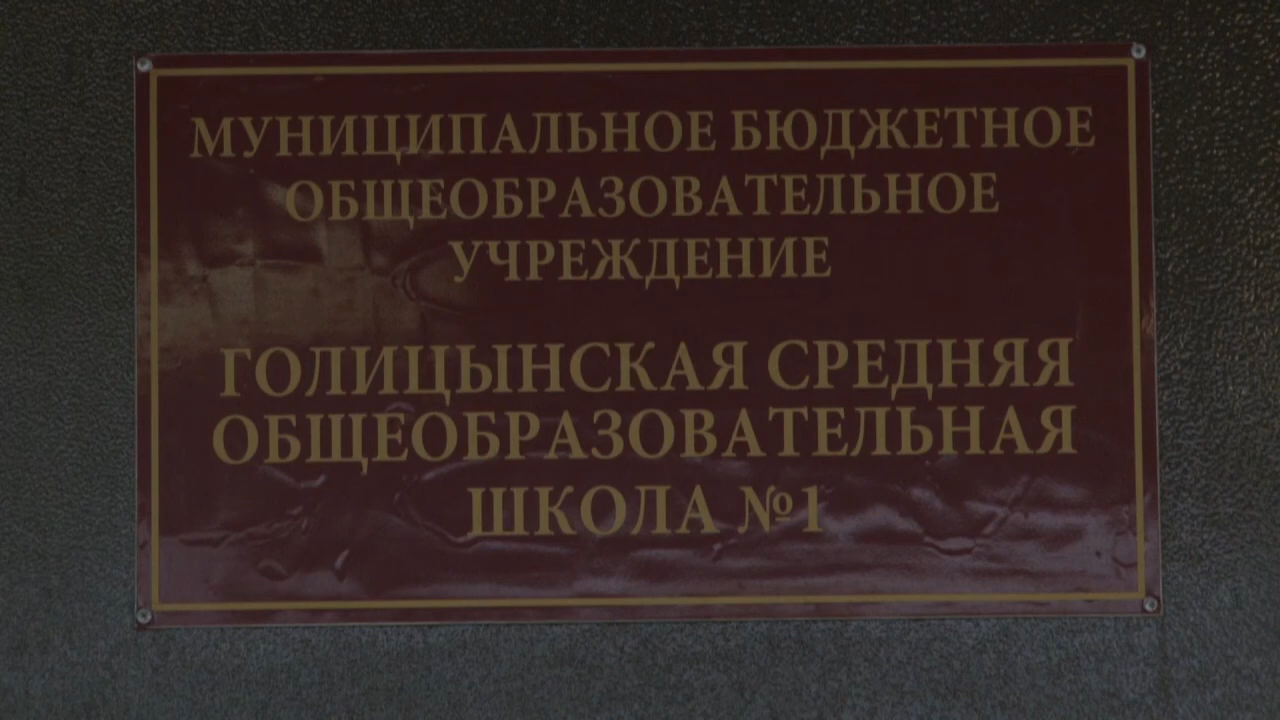 МУНИЦИПАЛЬНОЕ БЮДЖЕТНОЕ
ОБЩЕОБРАЗОВАТЕЛЬНОЕ
УЧРЕЖДЕНИЕ
ГОЛИЦЫНСКАЯ СРЕДНЯЯ
ОБЩЕОБРАЗОВАТЕЛЬНАЯ
ШКОЛА №1